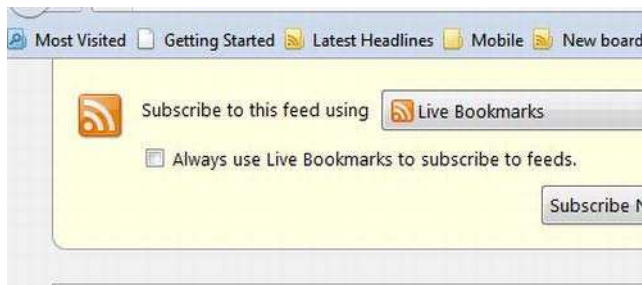 Most Visited Getting Started Latest Headlines Mobile New board
Subscribe to this feed using Live Bookmarks
Always use Live Bookmarks to subscribe to feeds.
Subscribe N